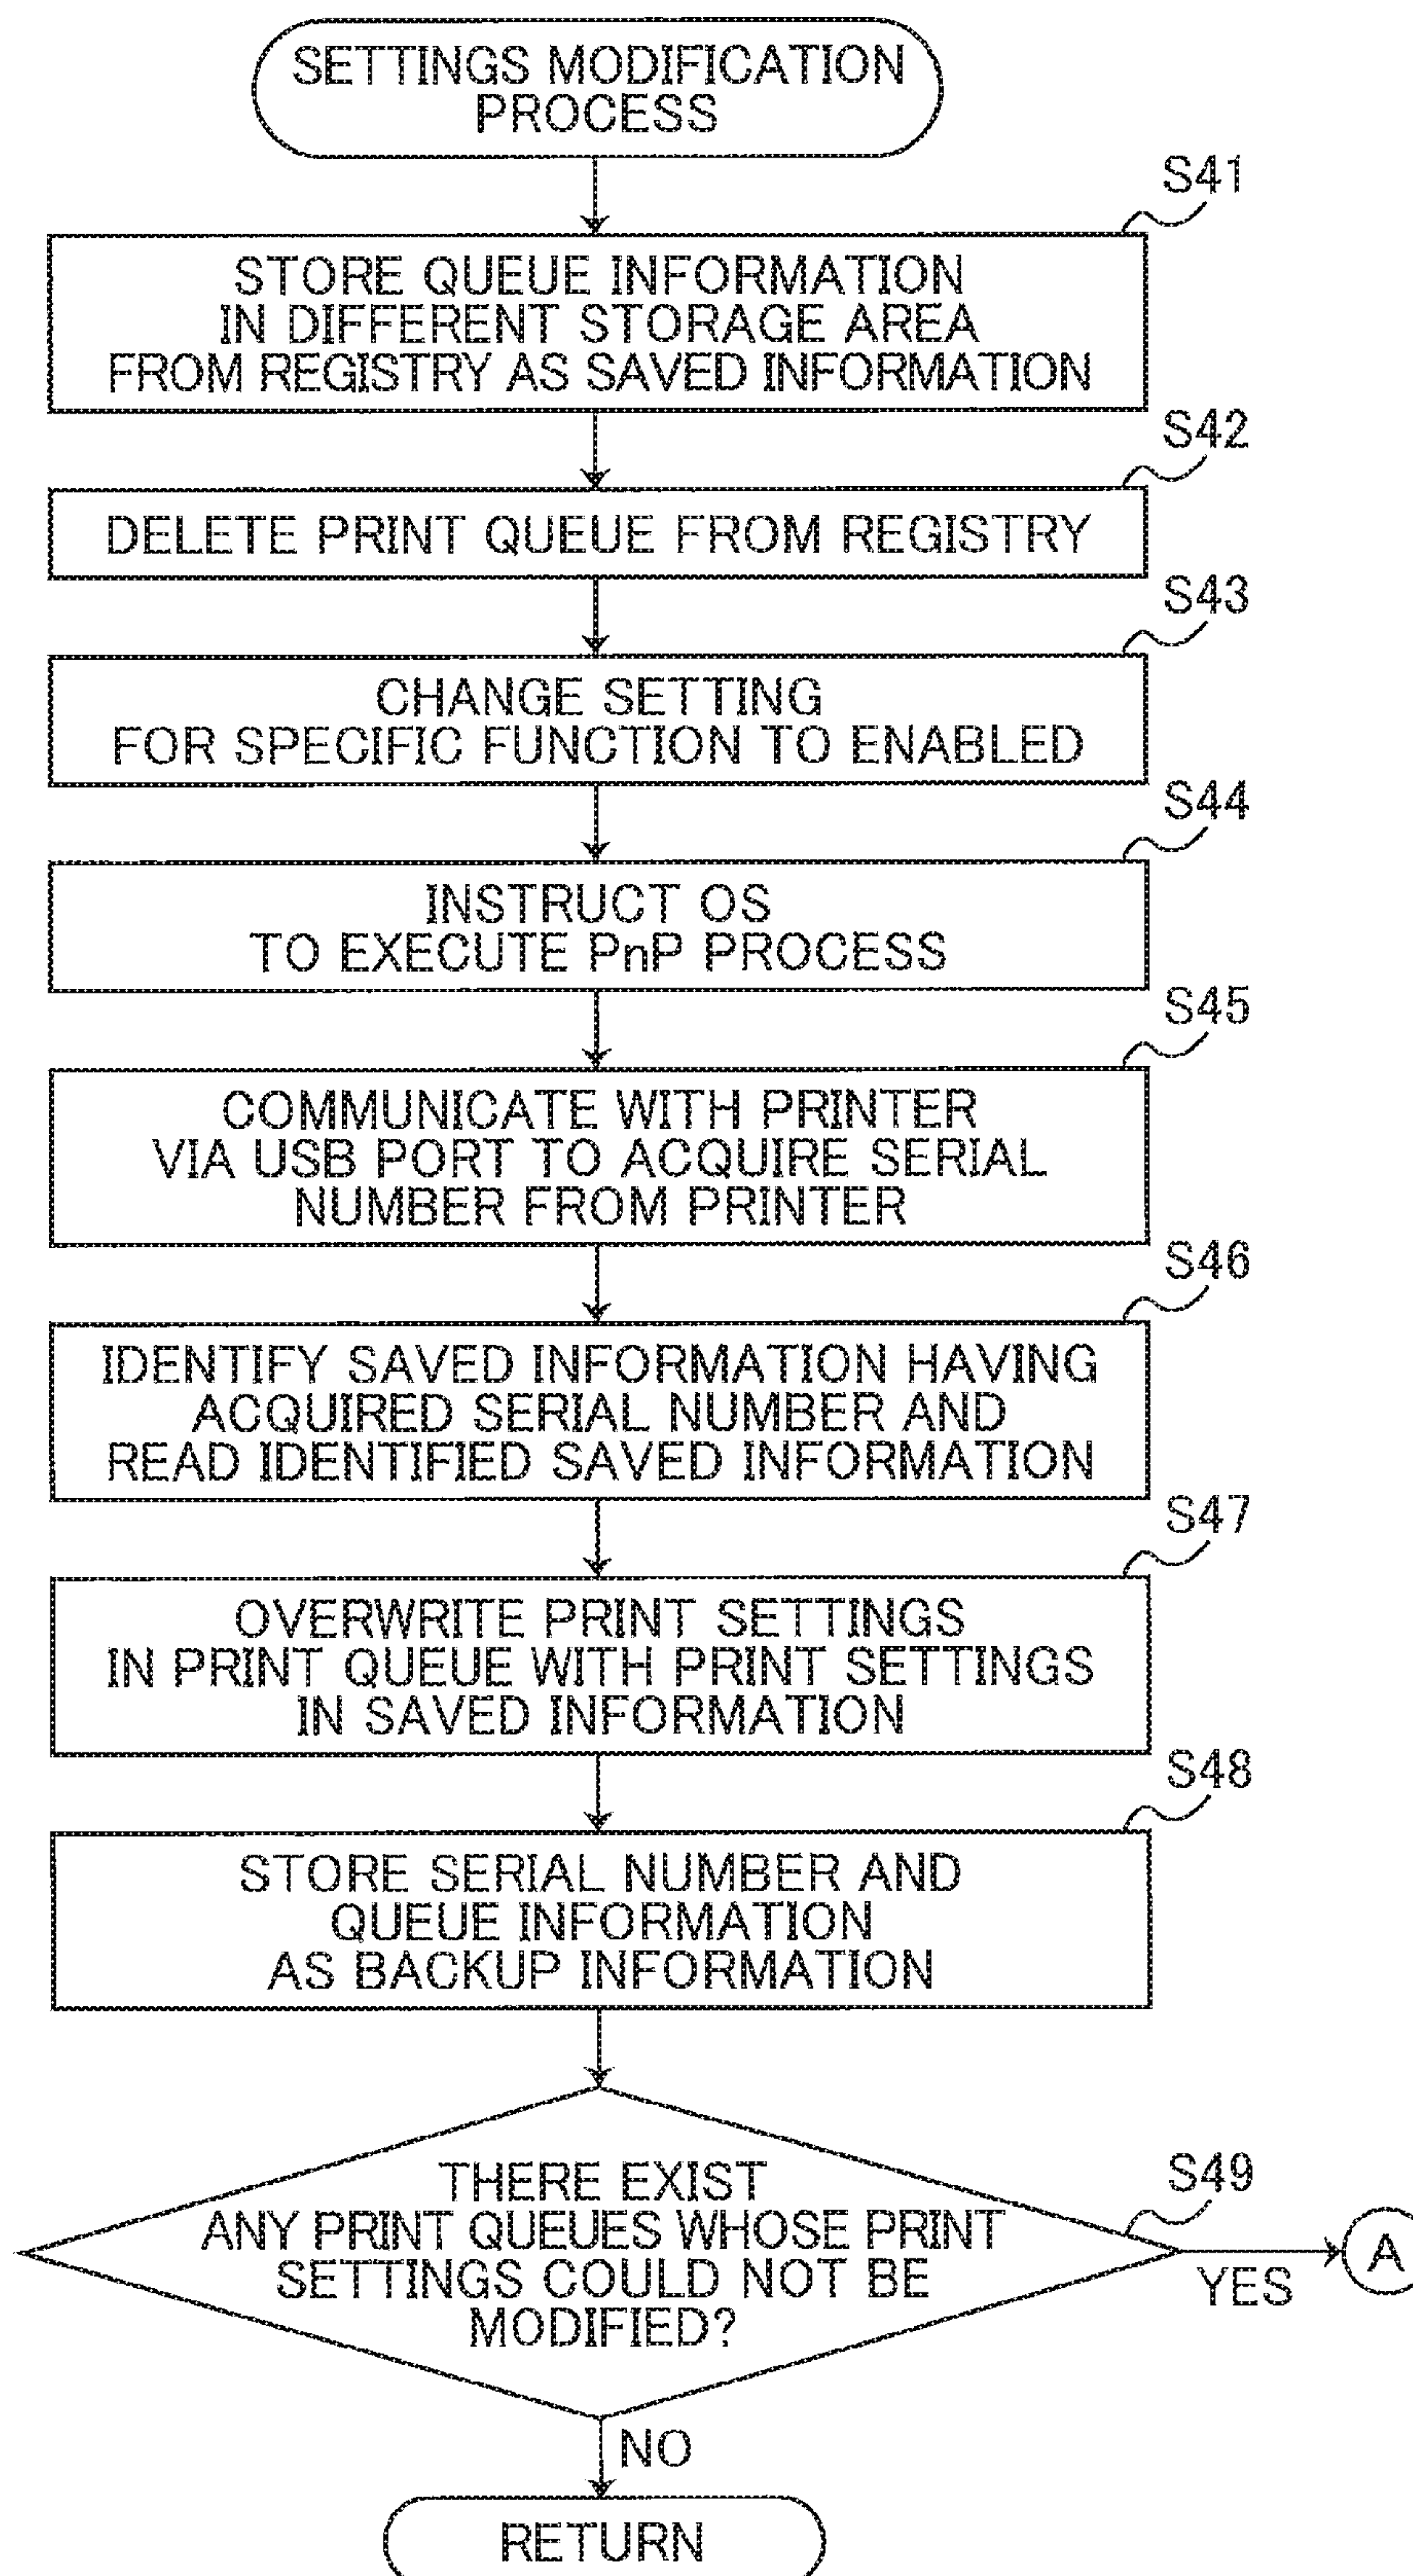 SETTINGS MODIFICATION
PROCESS
S41
STORE QUEUE INFORMATION
IN DIFFERENT STORAGE AREA
FROM REGISTRY AS SAVED INFORMATION
S42
DELETE PRINT QUEUE FROM REGISTRY
S43
CHANGE SETTING
FOR SPECIFIC FUNCTION TO ENABLED
S44
INSTRUCT OS
TO EXECUTE PnP PROCESS
S45
COMMUNICATE WITH PRINTER
VIA USB PORT TO ACQUIRE SERIAL
NUMBER FROM PRINTER
S46
IDENTIFY SAVED INFORMATION HAVING
ACQUIRED SERIAL NUMBER AND
READ IDENTIFIED SAVED INFORMATION
S47
OVERWRITE PRINT SETTINGS
IN PRINT QUEUE WITH PRINT SETTINGS
IN SAVED INFORMATION
S48
STORE SERIAL NUMBER AND
QUEUE INFORMATION
AS BACKUP INFORMATION
S49
THERE EXIST
ANY PRINT QUEUES WHOSE PRINT
SETTINGS COULD NOT BE
MODIFIED?
YES
A
NO
RETURN